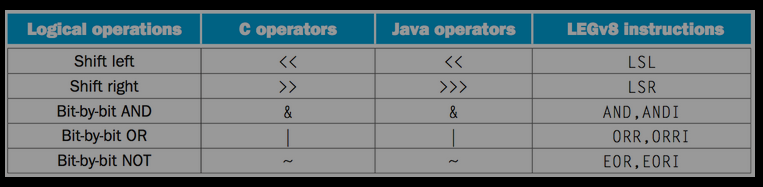 Logical operations C operators Java operators LEGv8 instructions
Shift left << << LSL
Shift right >> >>> LSR
Bit-by-bit AND & & AND,ANDI
Bit-by-bit OR | | ORR,ORRI
Bit-by-bit NOT ~ ~ EOR,EORI